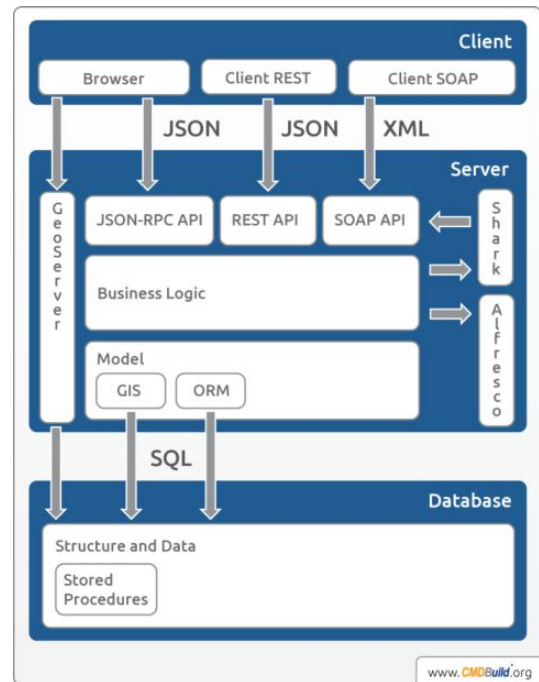 Client
Browser
Client REST
Client SOAP
JSON
JSON
XML
Server
GeoServer
JSON-RPC API
REST API
SOAP API
Shark
Business Logic
Alfresco
Model
GIS
ORM
SQL
Database
Structure and Data
Stored
Procedures
www.CMDBuild.org